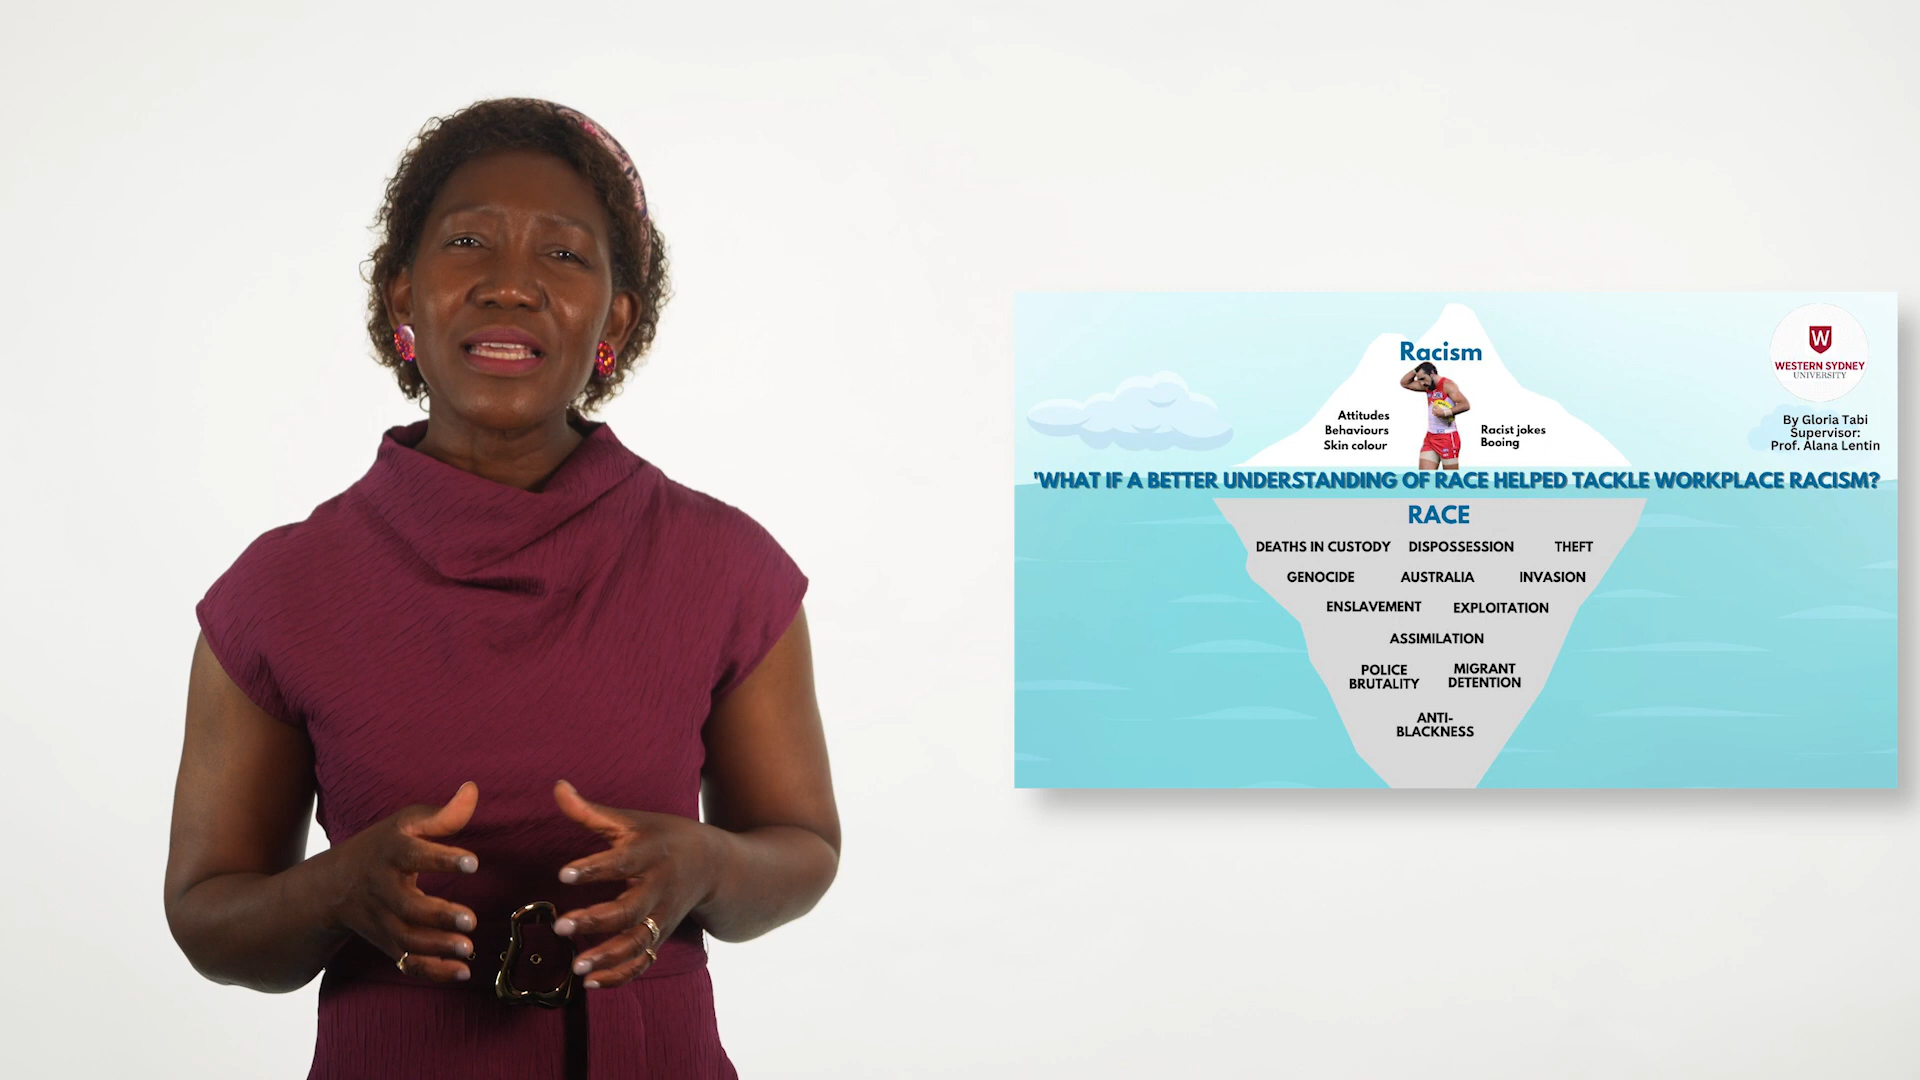 Racism
Attitudes
Behaviours
Skin colour
Racist jokes
Booing
W
WESTERN SYDNEY
UNIVERSITY
By Gloria Tabi
Supervisor:
Prof. Alana Lentin
'WHAT IF A BETTER UNDERSTANDING OF RACE HELPED TACKLE WORKPLACE RACISM?
RACE
DEATHS IN CUSTODY DISPOSSESSION THEFT
GENOCIDE AUSTRALIA INVASION
ENSLAVEMENT EXPLOITATION
ASSIMILATION
POLICE
BRUTALITY
MIGRANT
DETENTION
ANTI-
BLACKNESS